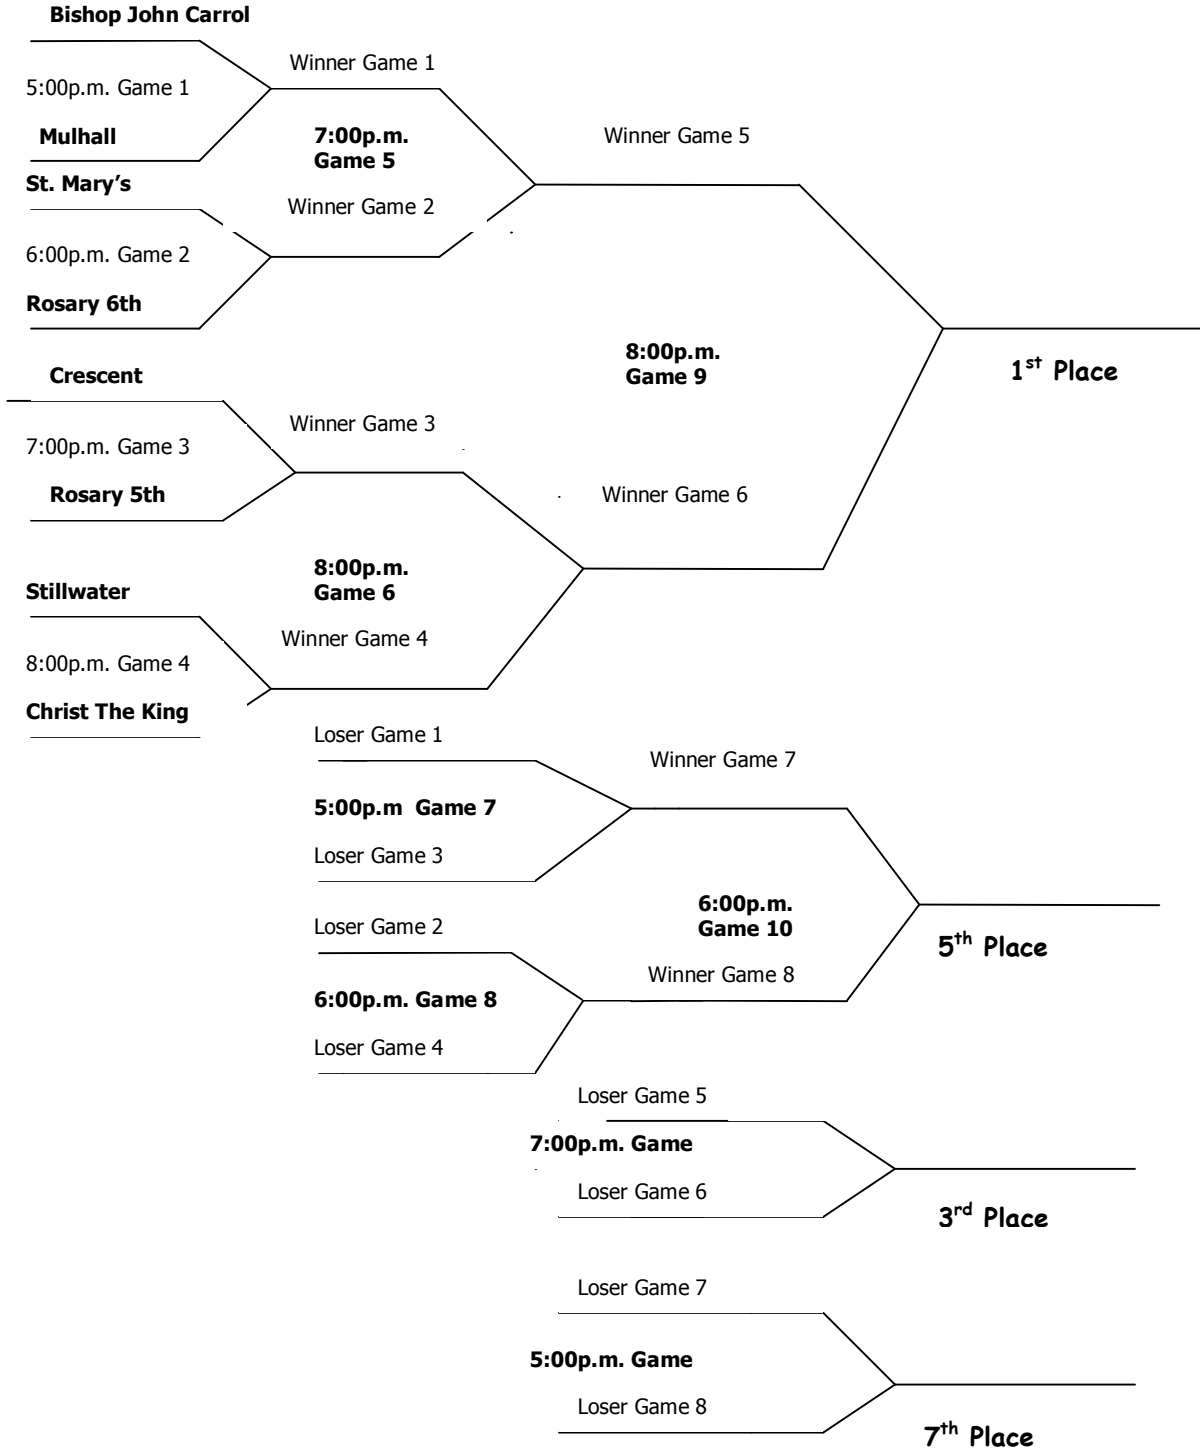 Bishop John Carrol
Winner Game 1
5:00p.m. Game 1
Mulhall
7:00p.m.
Game 5
Winner Game 5
St. Mary’s
Winner Game 2
6:00p.m. Game 2
Rosary 6th
8:00p.m.
Game 9
1st Place
Crescent
Winner Game 3
7:00p.m. Game 3
Rosary 5th
Winner Game 6
8:00p.m.
Game 6
Stillwater
Winner Game 4
8:00p.m. Game 4
Christ The King
Loser Game 1
Winner Game 7
5:00p.m  Game 7
Loser Game 3
6:00p.m.
Game 10
Loser Game 2
5th Place
Winner Game 8
6:00p.m. Game 8
Loser Game 4
Loser Game 5
7:00p.m. Game
Loser Game 6
3rd Place
Loser Game 7
5:00p.m. Game
Loser Game 8
7th Place